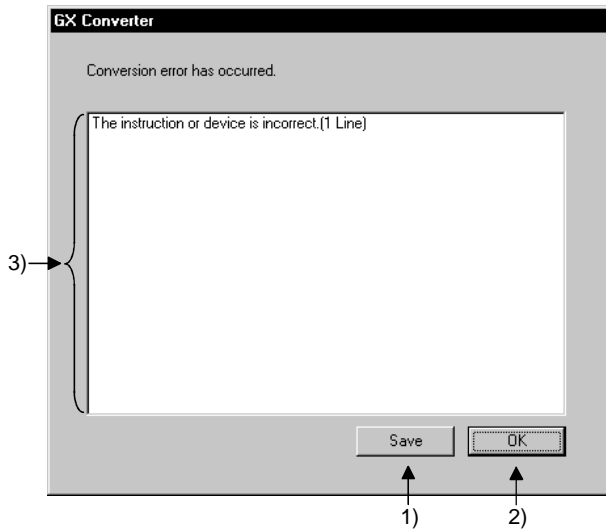 GX Converter
Conversion error has occurred.
The instruction or device is incorrect.(1 Line)
3)
Save
OK
1)
2)